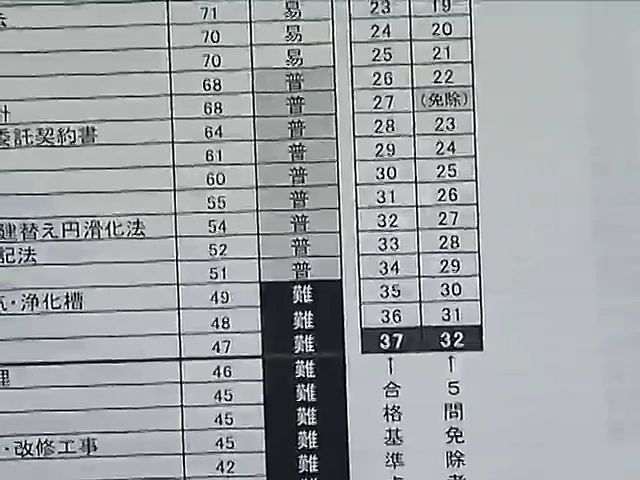 71 易 23 19
70 易 24 20
70 易 25 21
68 普 26 22
計 68 普 27 (免除)
委託契約書 64 普 28 23
61 普 29 24
60 普 30 25
55 普 31 26
建替え円滑化法 54 普 32 27
記法 52 普 33 28
51 普 34 29
気・浄化槽 49 難 35 30
48 難 36 31
47 難 37 32
理 46 難 ↑ ↑
45 難
45 難
・改修工事 45 難
42 難
合格基準
5問免除者